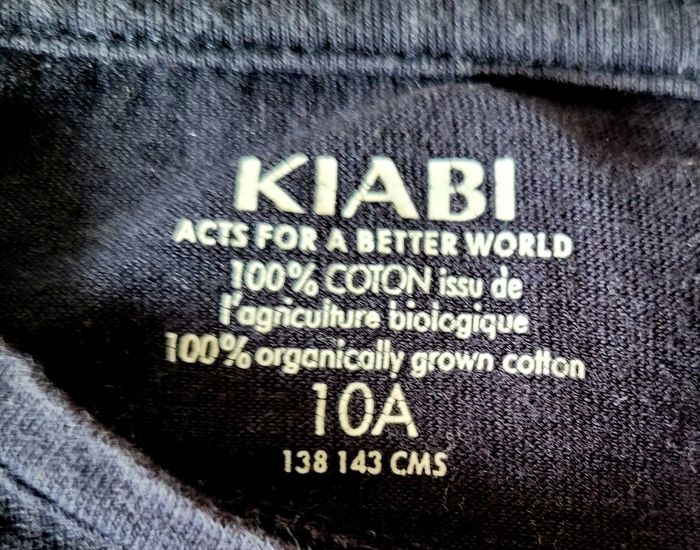 KIABI
ACTS FOR A BETTER WORLD
100% COTON issu de
l'agriculture biologique
100% organically grown cotton
10A
138 143 CMS